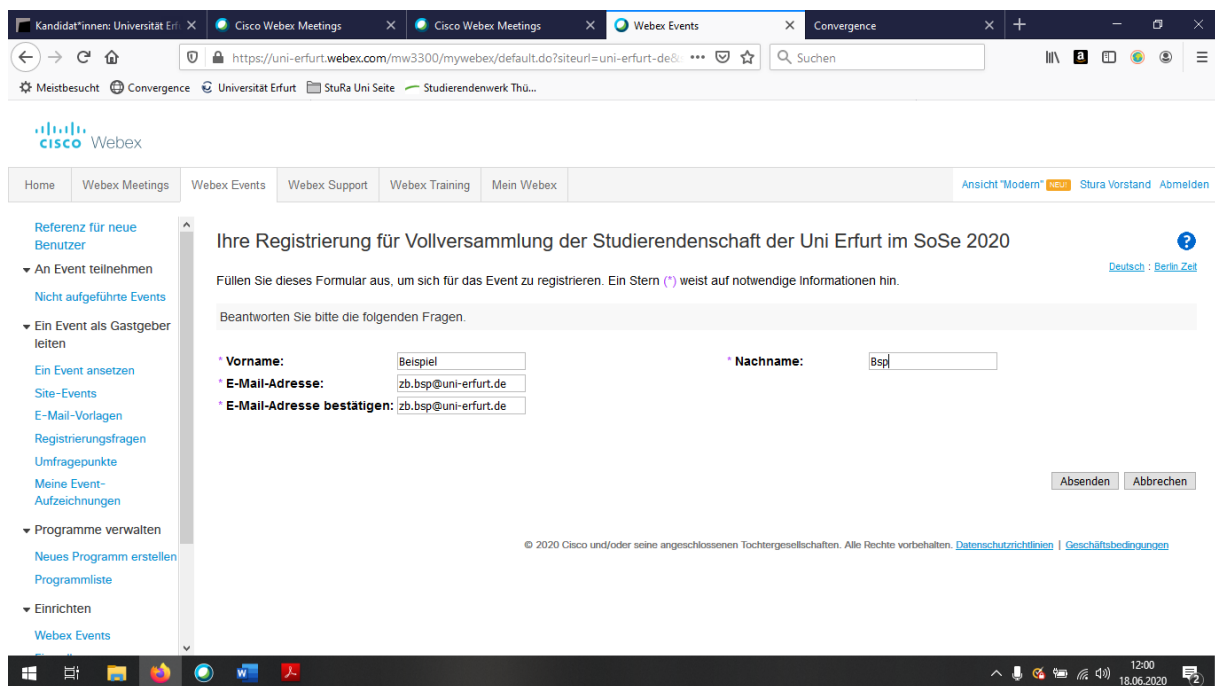 Kandidat*innen: Universität Erf
Cisco Webex Meetings
Cisco Webex Meetings
Webex Events
Convergence
https://uni-erfurt.webex.com/mw3300/mywebex/default.do?siteurl=uni-erfurt-de&
Suchen
Meistbesucht
Convergence
Universität Erfurt
StuRa Uni Seite
Studierendenwerk Thü...
cisco Webex
Home
Webex Meetings
Webex Events
Webex Support
Webex Training
Mein Webex
Ansicht "Modern" NEU!
Stura Vorstand
Abmelden
Referenz für neue
Benutzer
An Event teilnehmen
Nicht aufgeführte Events
Ein Event als Gastgeber
leiten
Ein Event ansetzen
Site-Events
E-Mail-Vorlagen
Registrierungsfragen
Umfragepunkte
Meine Event-
Aufzeichnungen
Programme verwalten
Neues Programm erstellen
Programmliste
Einrichten
Webex Events
Ihre Registrierung für Vollversammlung der Studierendenschaft der Uni Erfurt im SoSe 2020
?
Deutsch : Berlin Zeit
Füllen Sie dieses Formular aus, um sich für das Event zu registrieren. Ein Stern (*) weist auf notwendige Informationen hin.
Beantworten Sie bitte die folgenden Fragen.
* Vorname: Beispiel
* Nachname: Bsp
* E-Mail-Adresse: zb.bsp@uni-erfurt.de
* E-Mail-Adresse bestätigen: zb.bsp@uni-erfurt.de
Absenden
Abbrechen
© 2020 Cisco und/oder seine angeschlossenen Tochtergesellschaften. Alle Rechte vorbehalten. Datenschutzrichtlinien | Geschäftsbedingungen
12:00
18.06.2020
2